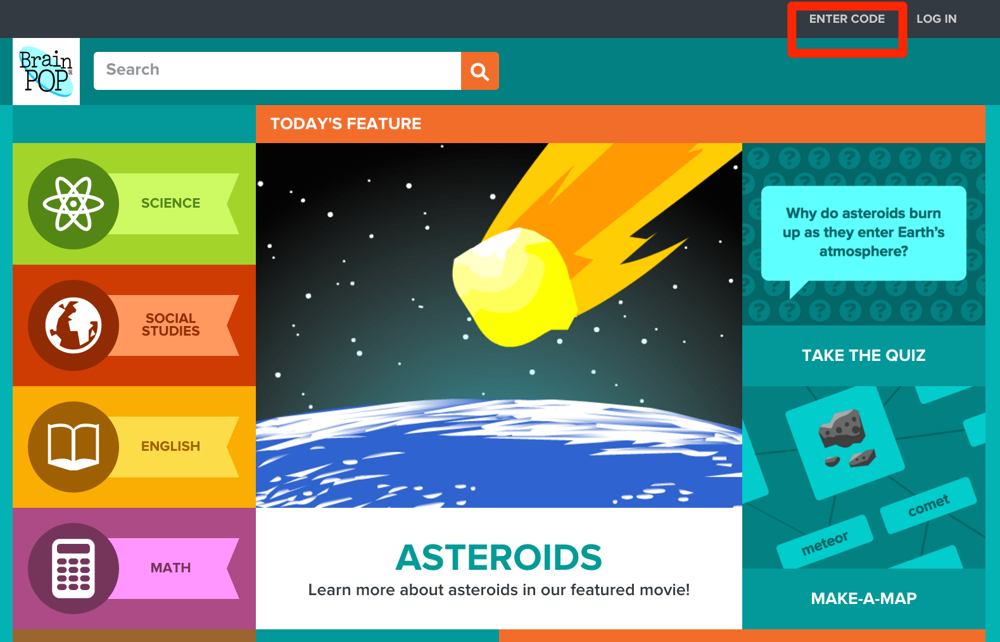 ENTER CODE LOG IN
Brain
POP®
Search
TODAY'S FEATURE
SCIENCE
SOCIAL
STUDIES
ENGLISH
MATH
Why do asteroids burn
up as they enter Earth's
atmosphere?
TAKE THE QUIZ
comet
meteor
MAKE-A-MAP
ASTEROIDS
Learn more about asteroids in our featured movie!